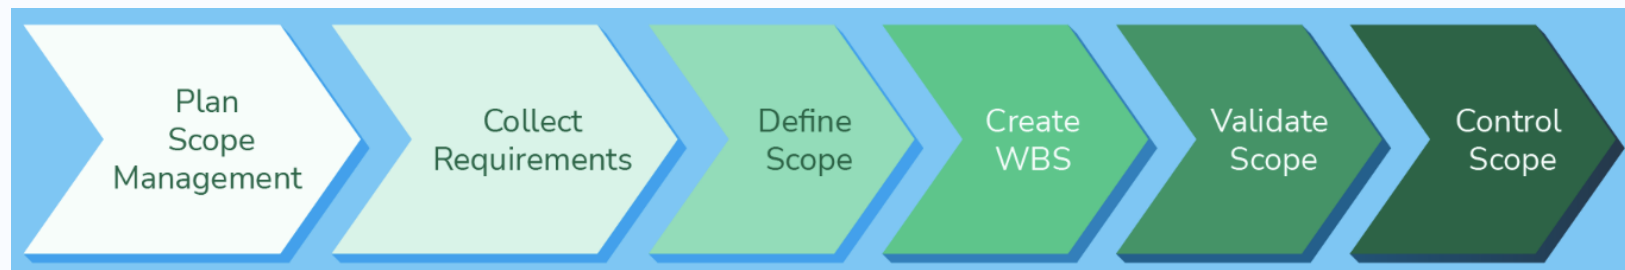 Plan
Scope
Management
Collect
Requirements
Define
Scope
Create
WBS
Validate
Scope
Control
Scope